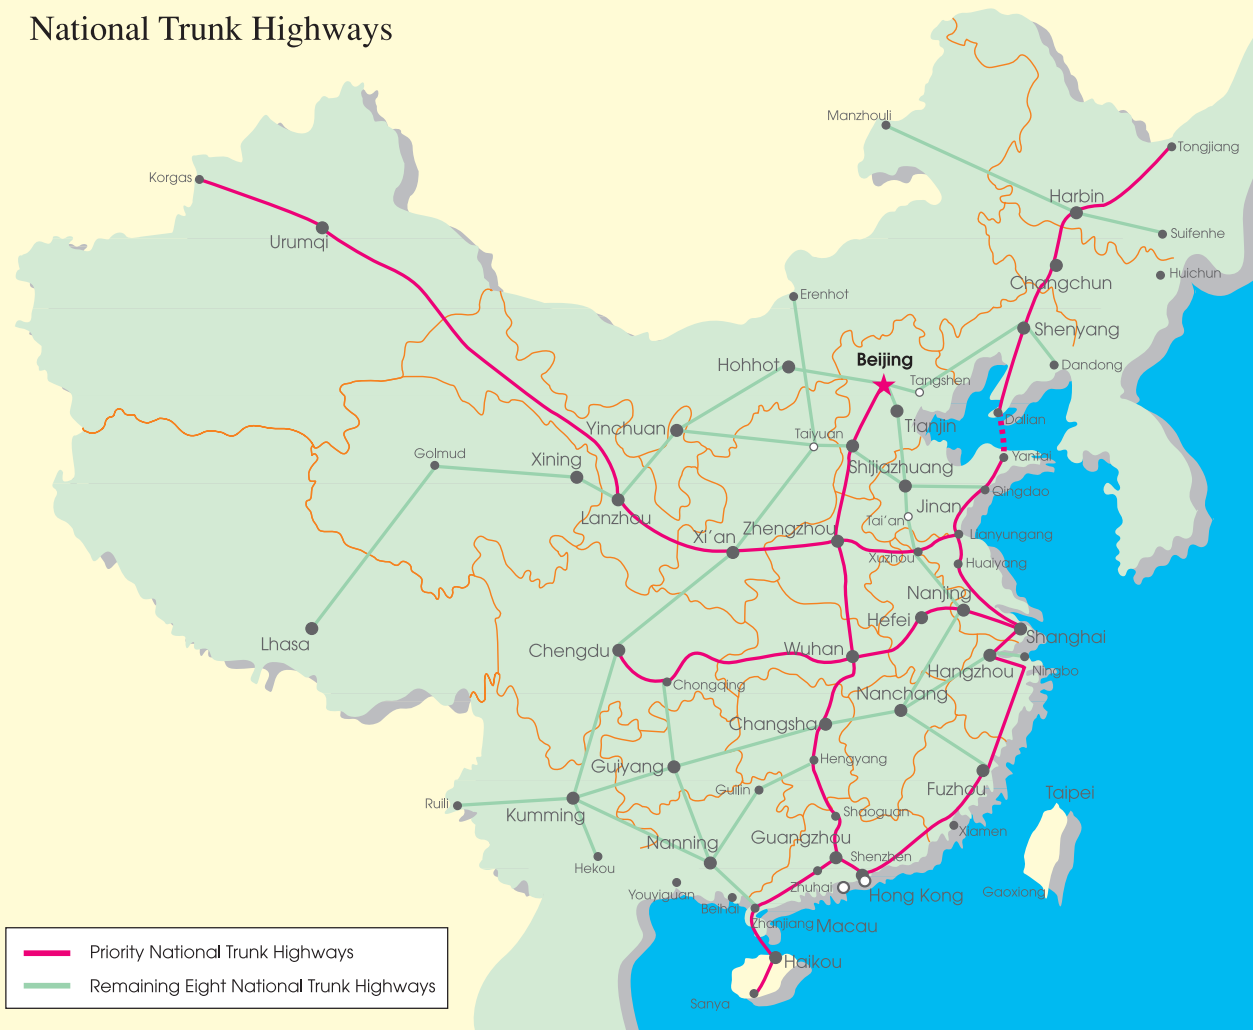 National Trunk Highways
Manzhouli
Tongjiang
Korgas
Harbin
Urumqi
Suifenhe
Huichun
Changchun
Erenhot
Shenyang
Beijing
Hohhot
Dandong
Tangshen
Dalian
Tianjin
Yinchuan
Taiyuan
Golmud
Xining
Yantai
Shijiazhuang
Qingdao
Jinan
Lanzhou
Tai'an
Zhengzhou
Xi'an
Lanyungang
Xuzhou
Huaiyang
Nanjing
Hefei
Lhasa
Shanghai
Chengdu
Wuhan
Hangzhou
Ningbo
Chongqing
Nanchang
Changsha
Hengyang
Guiyang
Guilin
Fuzhou
Taipei
Ruili
Kumming
Shaoguan
Xiamen
Guangzhou
Nanning
Shenzhen
Hekou
Zhuhai
Youyiguan
Hong Kong
Gaoxiong
Beihai
Zhanjiang
Macau
Haikou
Sanya
Priority National Trunk Highways
Remaining Eight National Trunk Highways